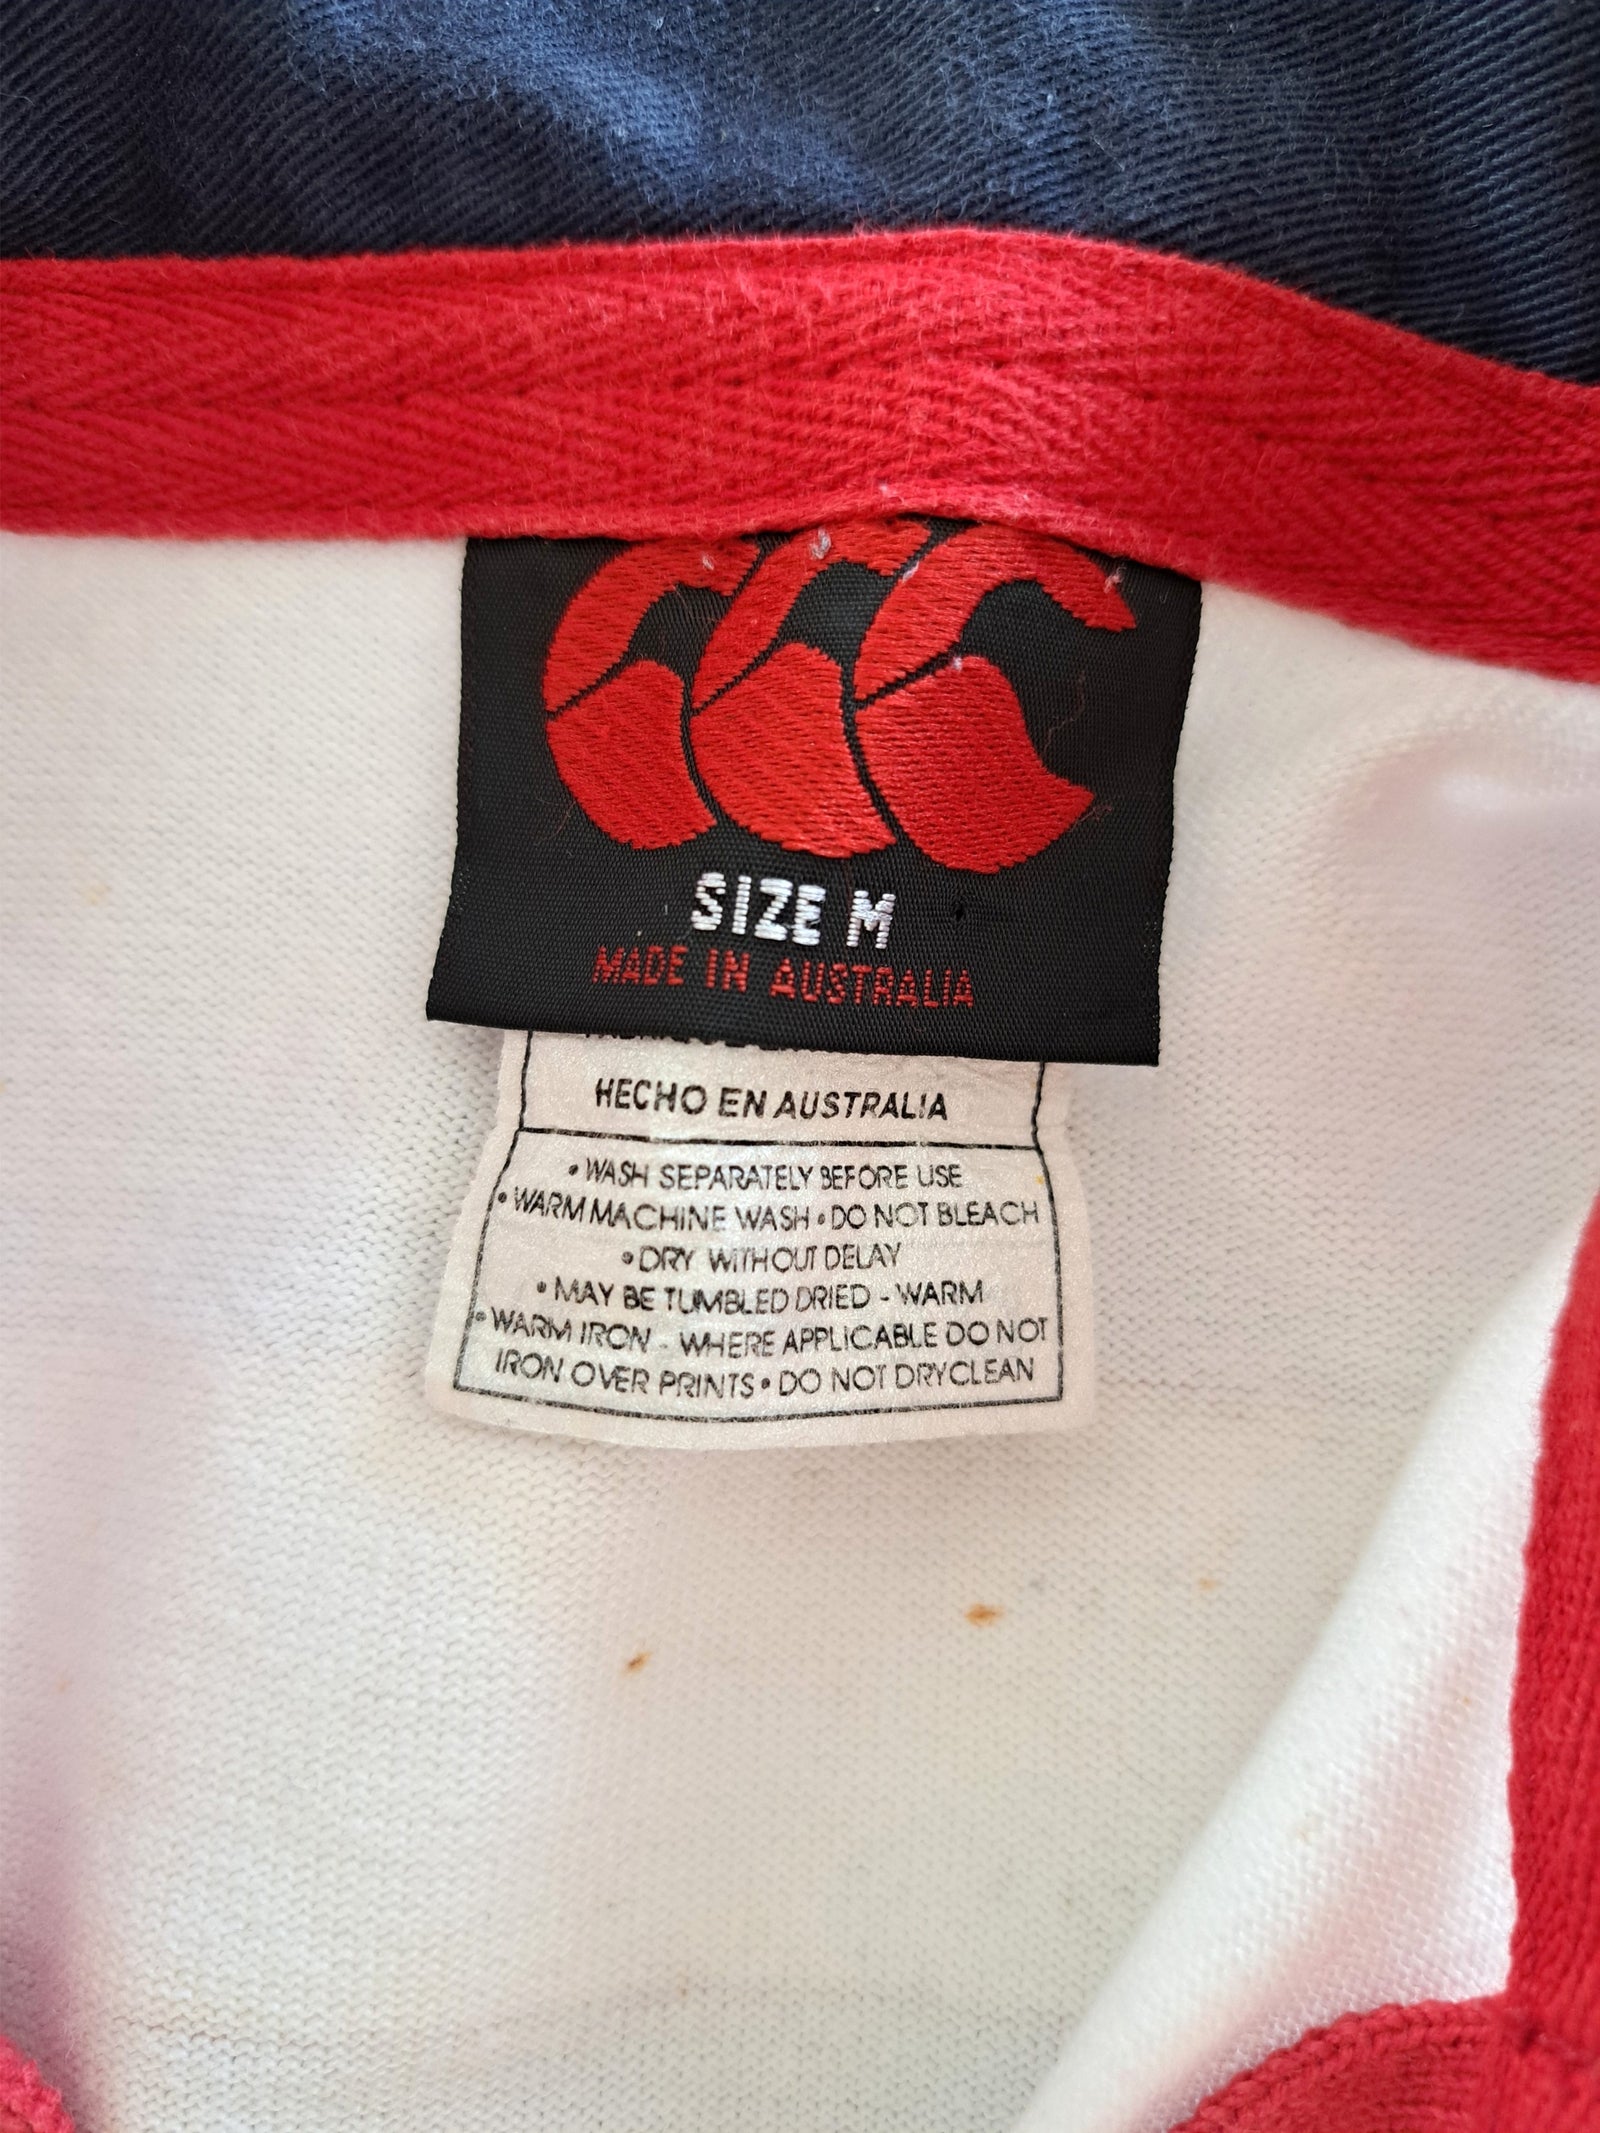 SIZE M
MADE IN AUSTRALIA
HECHO EN AUSTRALIA
• WASH SEPARATELY BEFORE USE
• WARM MACHINE WASH • DO NOT BLEACH
• DRY WITHOUT DELAY
• MAY BE TUMBLED DRIED - WARM
• WARM IRON - WHERE APPLICABLE DO NOT
IRON OVER PRINTS • DO NOT DRYCLEAN